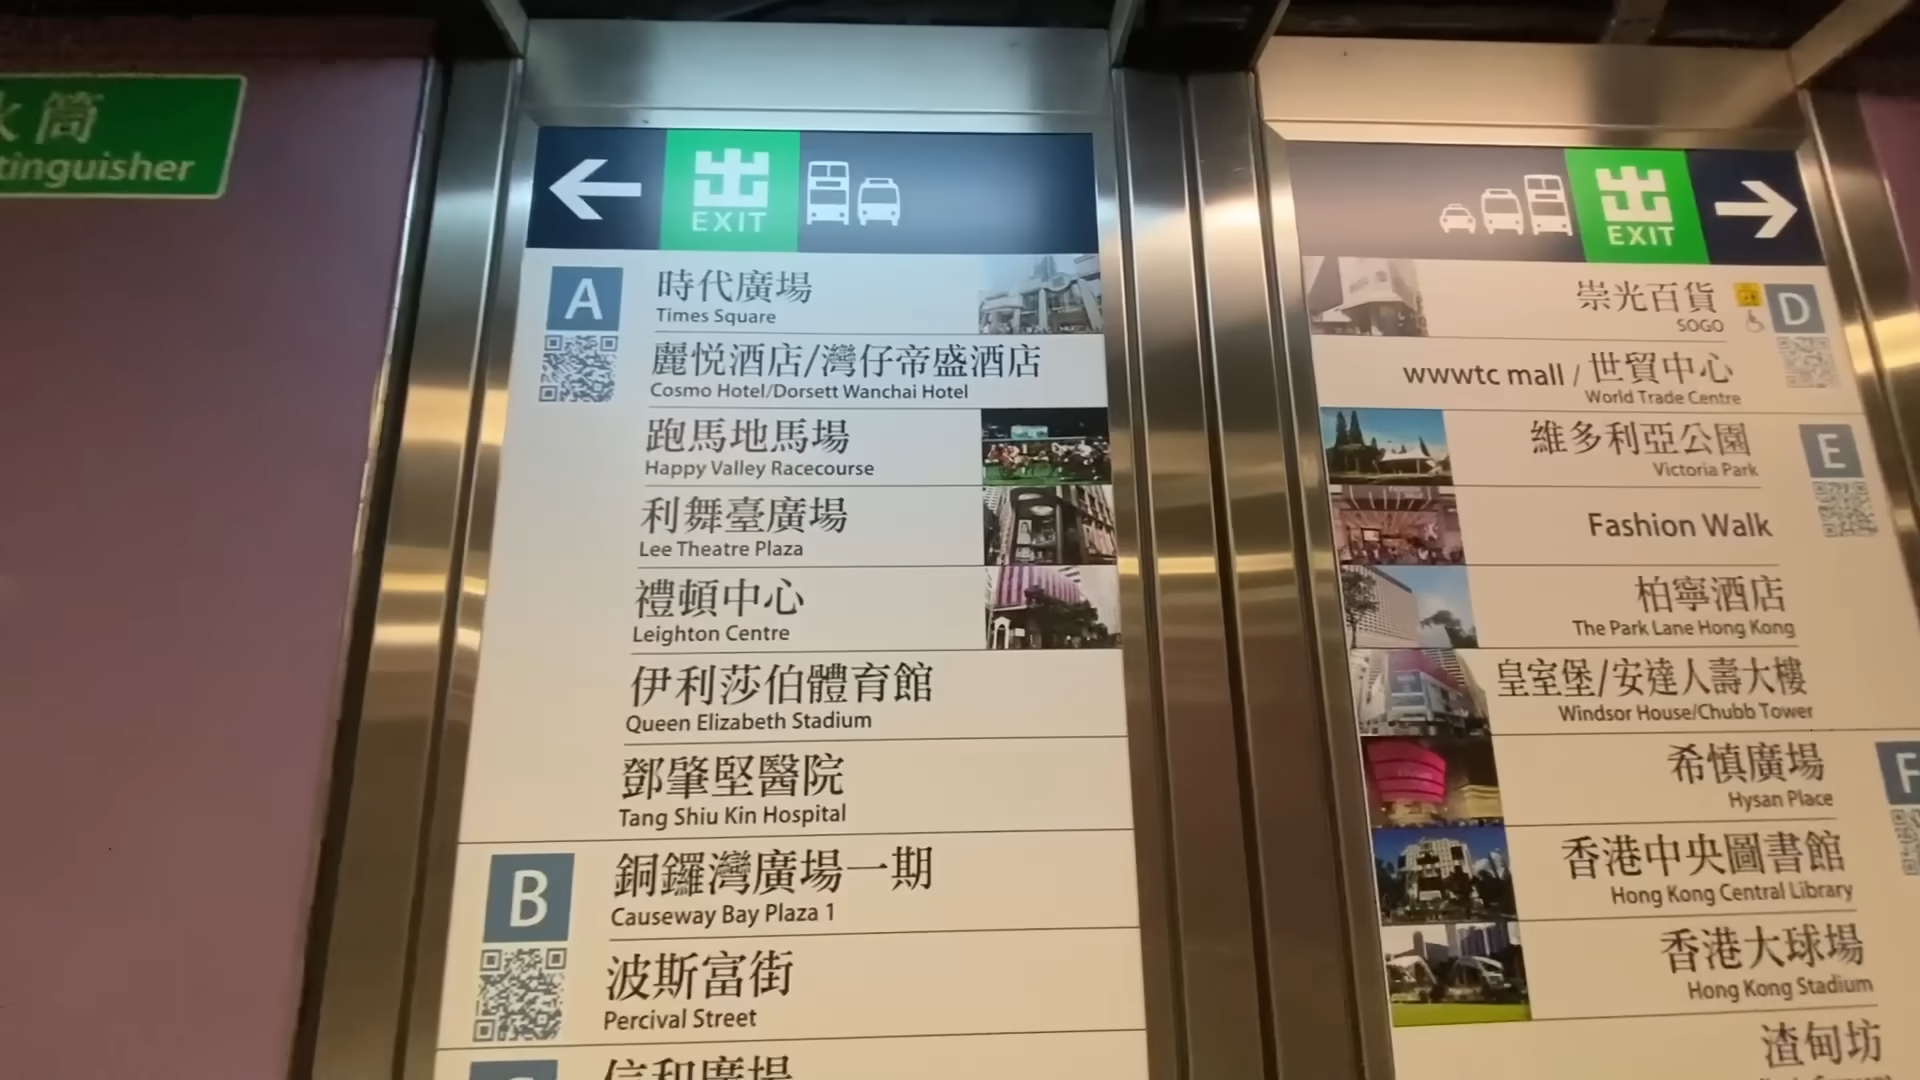 筒
tinguisher
出
EXIT
A
時代廣場
Times Square
麗悅酒店/灣仔帝盛酒店
Cosmo Hotel/Dorsett Wanchai Hotel
跑馬地馬場
Happy Valley Racecourse
利舞臺廣場
Lee Theatre Plaza
禮頓中心
Leighton Centre
伊利莎伯體育館
Queen Elizabeth Stadium
鄧肇堅醫院
Tang Shiu Kin Hospital
B
銅鑼灣廣場一期
Causeway Bay Plaza 1
波斯富街
Percival Street
信和廣場
出
EXIT
崇光百貨
SOGO
D
wwwtc mall / 世貿中心
World Trade Centre
維多利亞公園
Victoria Park
E
Fashion Walk
柏寧酒店
The Park Lane Hong Kong
皇室堡/安達人壽大樓
Windsor House/Chubb Tower
希慎廣場
Hysan Place
F
香港中央圖書館
Hong Kong Central Library
香港大球場
Hong Kong Stadium
渣甸坊